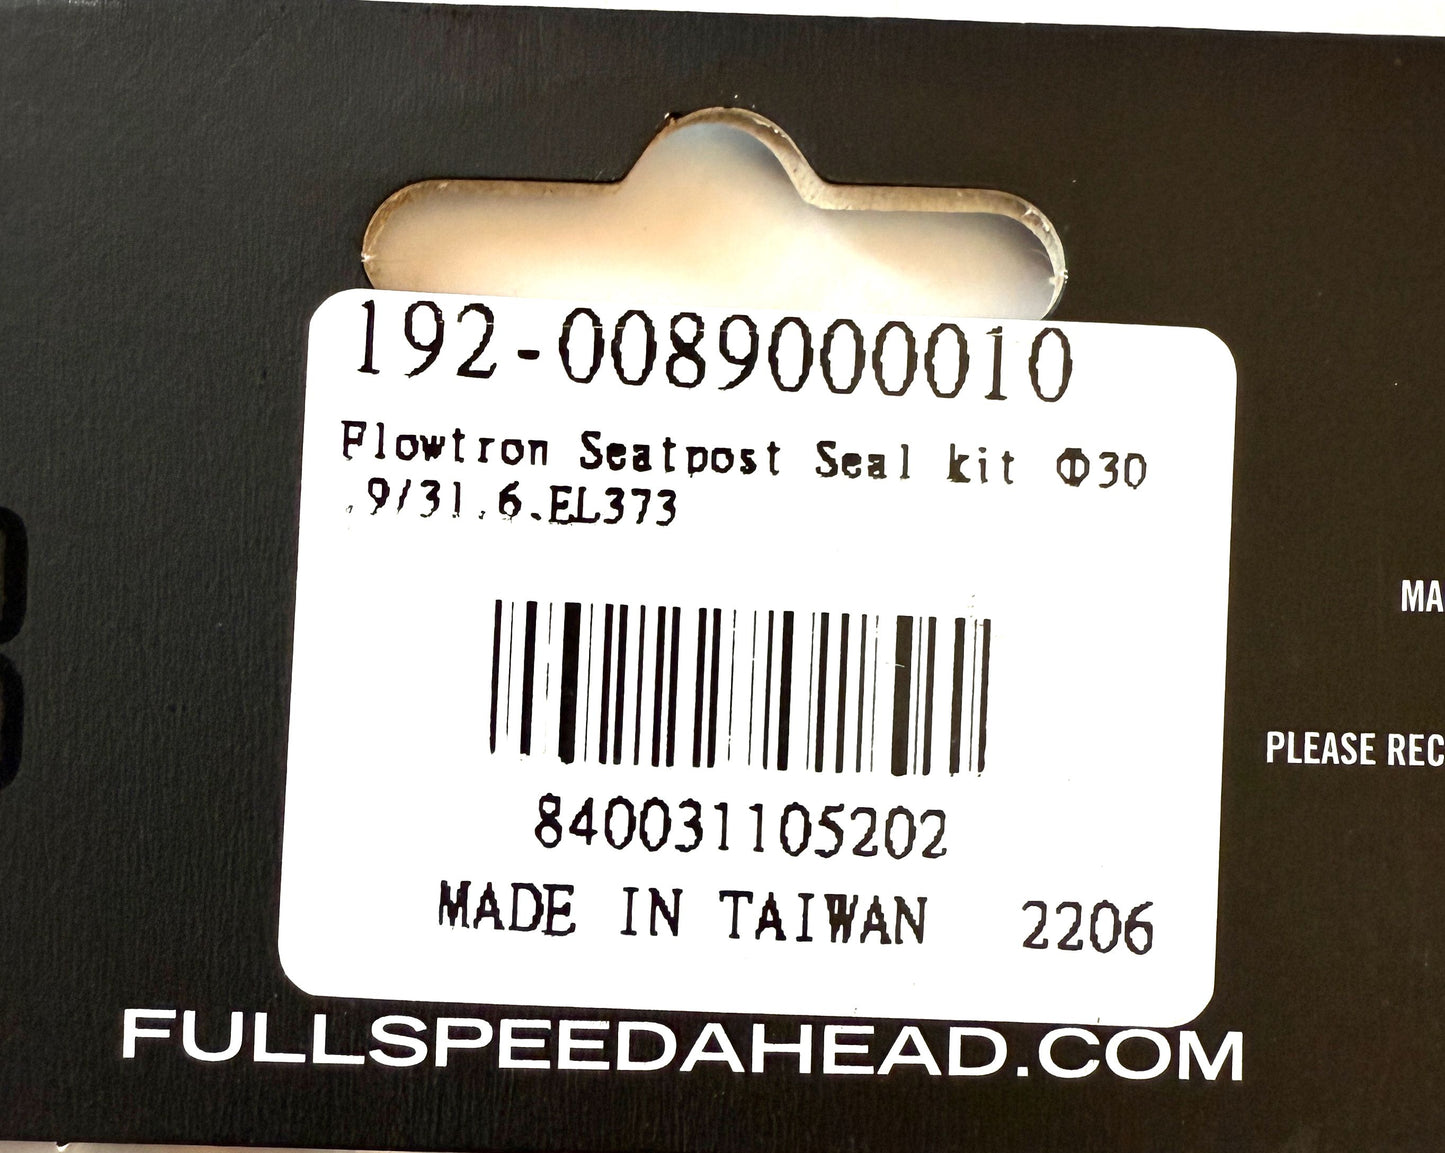 192-0089000010
Flowtron Seatpost Seal kit Φ30
.9/31.6.EL373
840031105202
MADE IN TAIWAN 2206
FULLSPEEDAHEAD.COM
MA
PLEASE REC